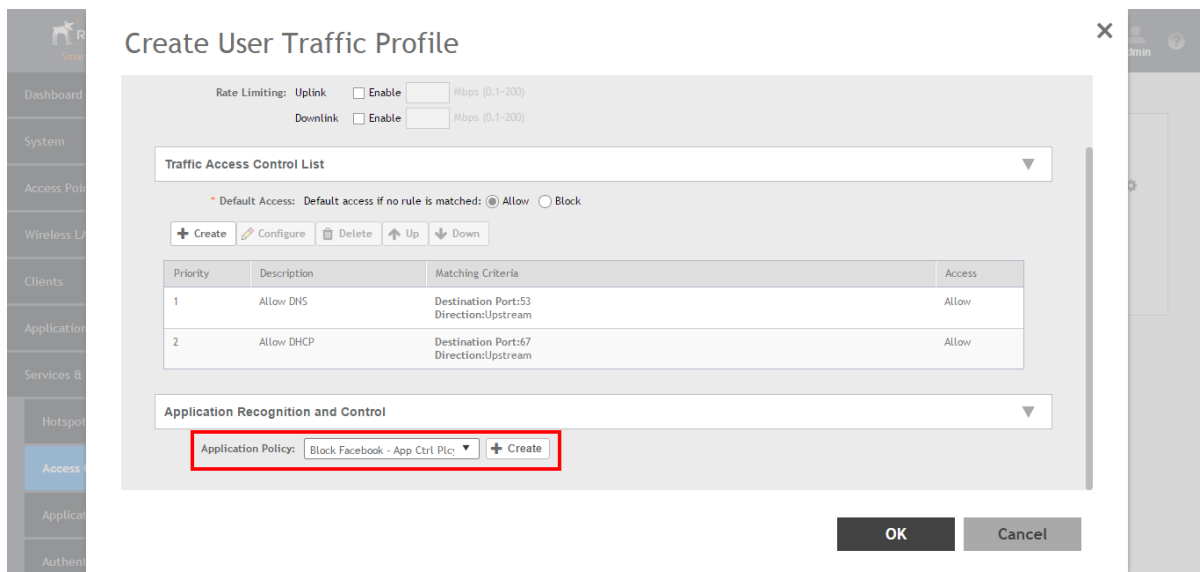 R
Smar
Create User Traffic Profile
dmin
Dashboard
System
Access Poin
Wireless LA
Clients
Application
Services &
Hotspot
Access
Applicat
Authent
Rate Limiting: Uplink Enable Mbps (0.1-200)
Downlink Enable Mbps (0.1-200)
Traffic Access Control List
* Default Access: Default access if no rule is matched: Allow Block
+ Create Configure Delete Up Down
Priority Description Matching Criteria Access
1 Allow DNS Destination Port:53 Allow
Direction:Upstream
2 Allow DHCP Destination Port:67 Allow
Direction:Upstream
Application Recognition and Control
Application Policy: Block Facebook - App Ctrl Plcy + Create
OK Cancel